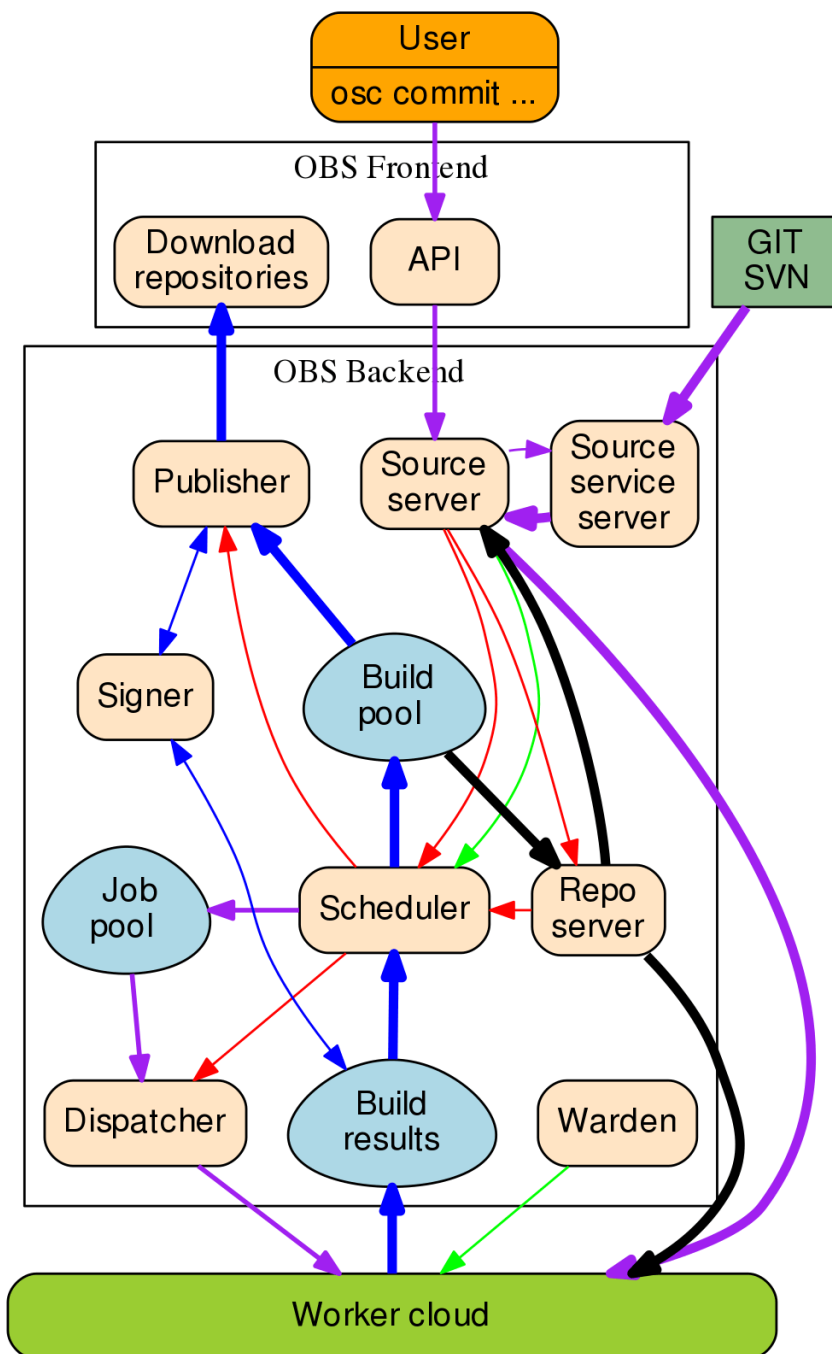 User
osc commit ...
OBS Frontend
Download
repositories
API
GIT
SVN
OBS Backend
Publisher
Source
server
Source
service
server
Signer
Build
pool
Job
pool
Scheduler
Repo
server
Dispatcher
Build
results
Warden
Worker cloud